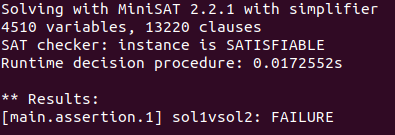 Solving with MiniSAT 2.2.1 with simplifier
4510 variables, 13220 clauses
SAT checker: instance is SATISFIABLE
Runtime decision procedure: 0.0172552s
** Results:
[main.assertion.1] sol1vsol2: FAILURE